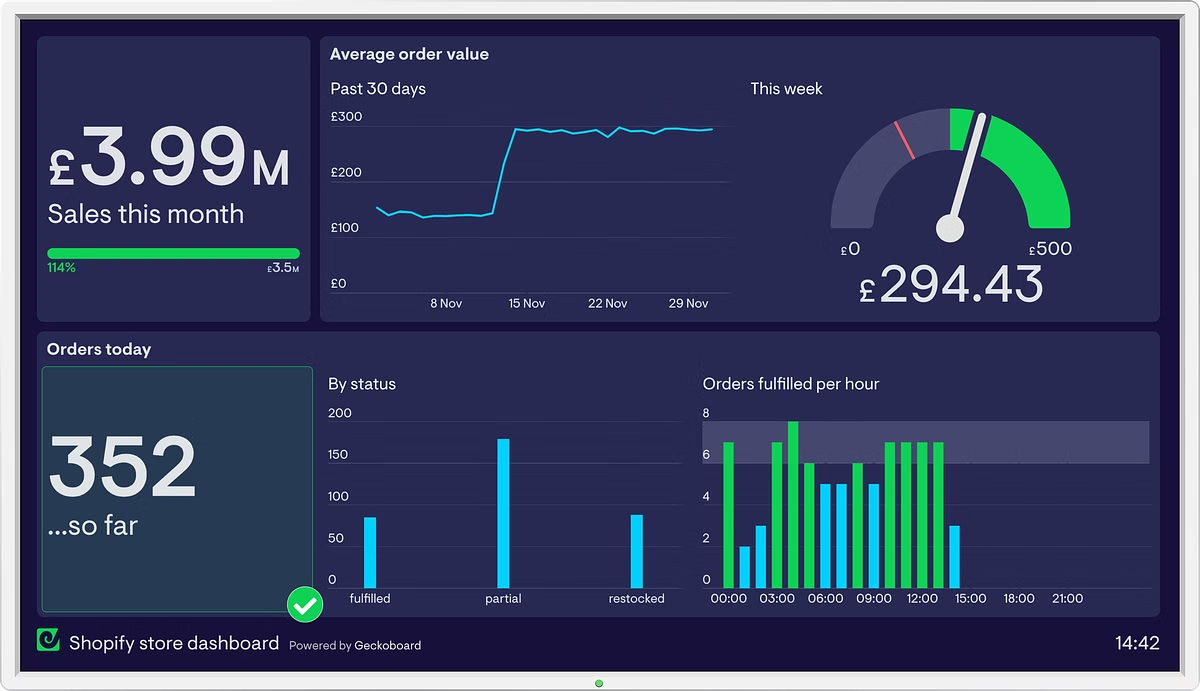 £3.99M
Sales this month
114%
£3.5M
Average order value
Past 30 days
£300
£200
£100
£0
8 Nov 15 Nov 22 Nov 29 Nov
This week
£0 £500
£294.43
Orders today
352
...so far
By status
200
150
100
50
0
fulfilled partial restocked
Orders fulfilled per hour
8
6
4
2
0
00:00 03:00 06:00 09:00 12:00 15:00 18:00 21:00
Shopify store dashboard Powered by Geckoboard
14:42